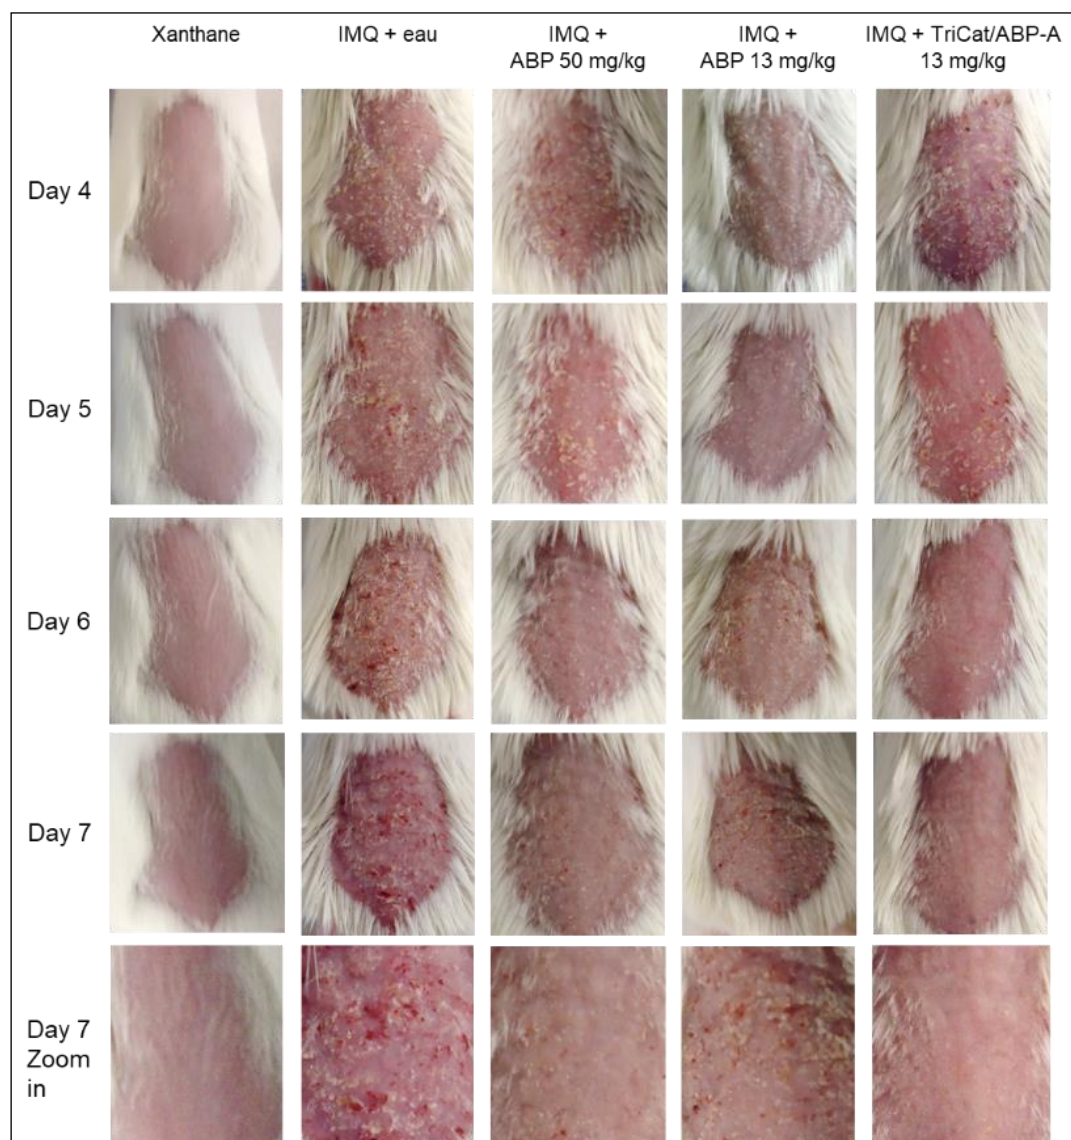 Xanthane
IMQ + eau
IMQ +
ABP 50 mg/kg
IMQ +
ABP 13 mg/kg
IMQ + TriCat/ABP-A
13 mg/kg
Day 4
Day 5
Day 6
Day 7
Day 7
Zoom
in